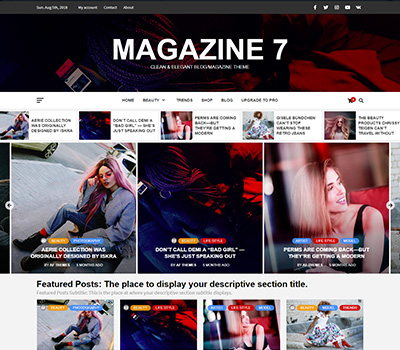 Sun, Aug 5th, 2018 My account Contact About
MAGAZINE 7
CLEAN & ELEGANT BLOG/MAGAZINE THEME
HOME BEAUTY TRENDS SHOP BLOG UPGRADE TO PRO
AERIE COLLECTION
WAS ORIGINALLY
DESIGNED BY ISKRA
DON'T CALL DEMI A
"BAD GIRL" — SHE'S
JUST SPEAKING OUT
PERMS ARE COMING
BACK—BUT
THEY'RE GETTING A
MODERN
GISELE BÜNDCHEN
CAN'T STOP
WEARING THESE
RETRO JEANS
THE BEAUTY
PRODUCTS CHRISSY
TEIGEN CAN'T
TRAVEL WITHOUT
BEAUTY PHOTOGRAPHY
AERIE COLLECTION WAS
ORIGINALLY DESIGNED BY ISKRA
BY AF THEMES 5 MONTHS AGO
BEAUTY LIFE STYLE
DON'T CALL DEMI A "BAD GIRL" —
SHE'S JUST SPEAKING OUT
BY AF THEMES 5 MONTHS AGO
ARTIST LIFE STYLE MODEL
PERMS ARE COMING BACK—BUT
THEY'RE GETTING A MODERN
BY AF THEMES 5 MONTHS AGO
Featured Posts: The place to display your descriptive section title.
Featured Posts Subtitle: This is the place where your descriptive section subtitle displays.
BEAUTY
BEAUTY LIFE STYLE
ARTIST LIFE STYLE MODEL
BEAUTY MODEL TRENDS